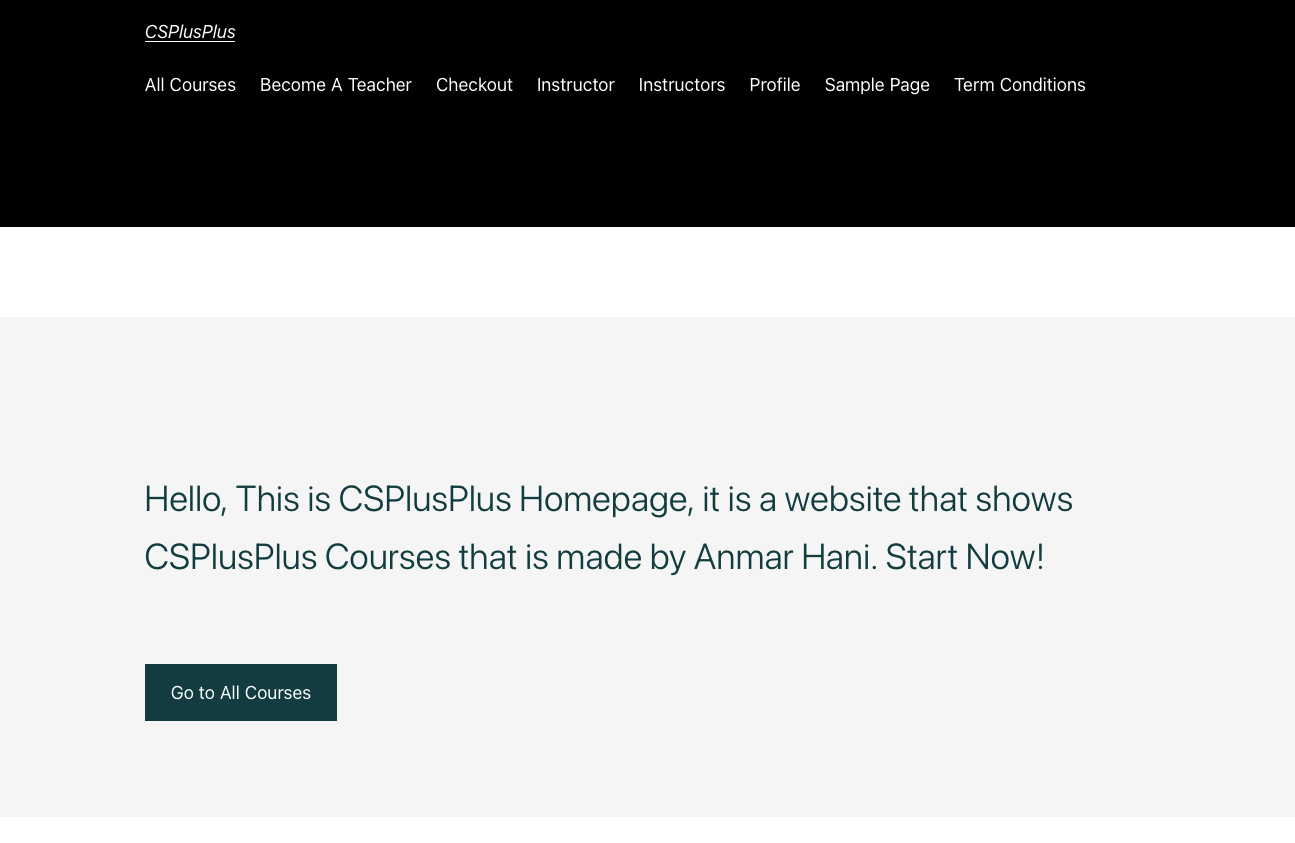 CSPlusPlus
All Courses Become A Teacher Checkout Instructor Instructors Profile Sample Page Term Conditions
Hello, This is CSPlusPlus Homepage, it is a website that shows
CSPlusPlus Courses that is made by Anmar Hani. Start Now!
Go to All Courses